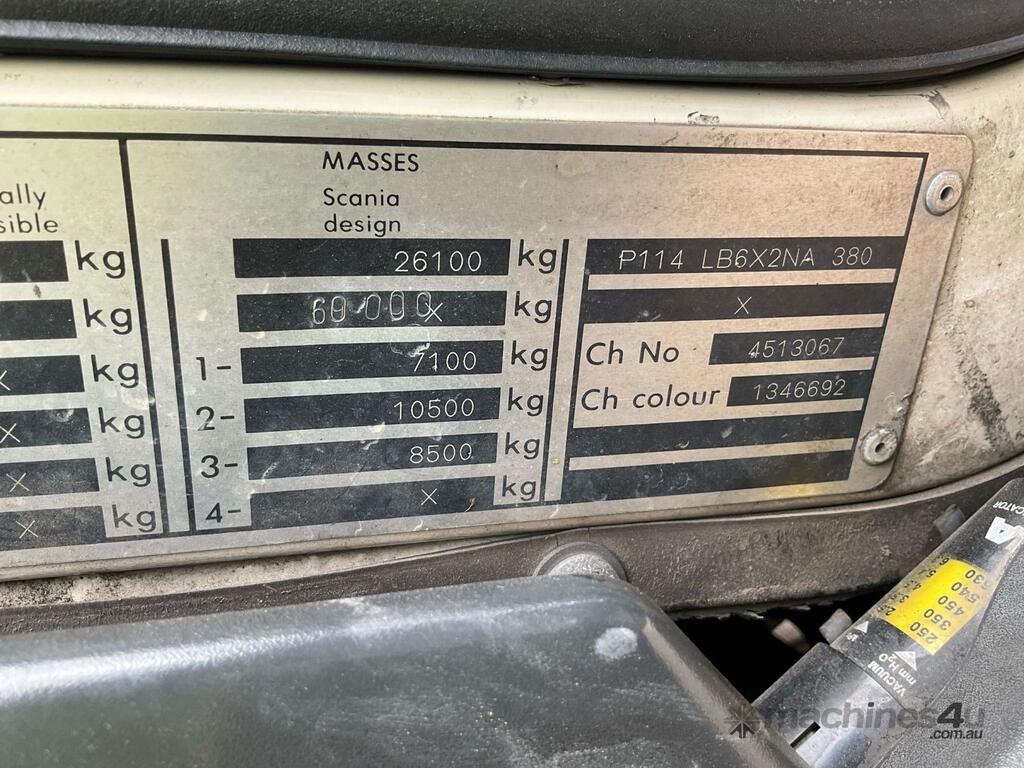 MASSES
ally
sible
Scania
design
kg 26100 kg P114 LB6X2NA 380
kg 60 000 X kg X
X kg 1- 7100 kg Ch No 4513067
X kg 2- 10500 kg Ch colour 1346692
X kg 3- 8500 kg
X kg 4- X kg
VACUUM
mm H₂O
250 350 450 540 630
machines4u
.com.au